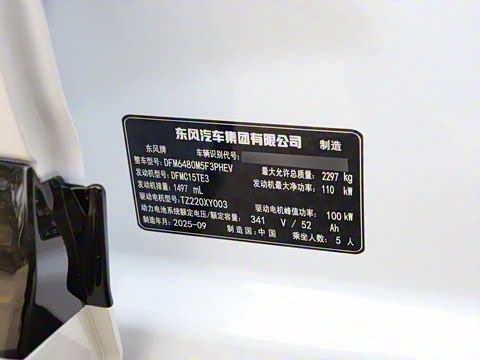 东风汽车集团有限公司 制造
东风牌 车辆识别代号:
整车型号: DFM6480M5F3PHEV 最大允许总质量: 2297 kg
发动机型号: DFMC15TE3 发动机最大净功率: 110 kW
发动机排量: 1497 mL
驱动电机型号: TZ220XY003 驱动电机峰值功率: 100 kW
动力电池系统额定电压/额定容量: 341 V / 52 Ah
制造年月: 2025-09 制造国: 中国 乘坐人数: 5 人